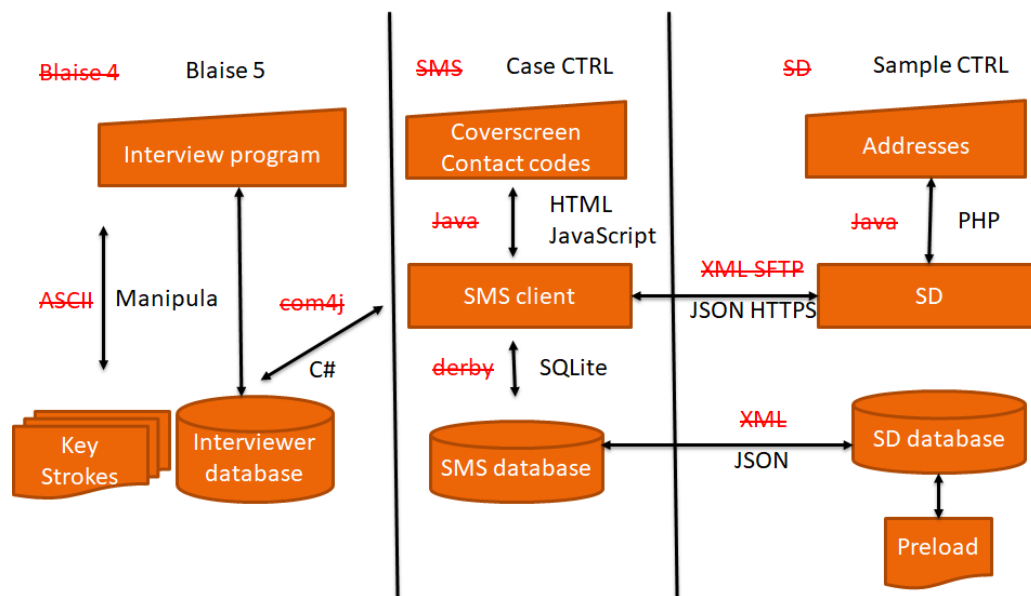 Blaise 4 Blaise 5
Interview program
ASCII Manipula
com4j
C#
Key
Strokes
Interviewer
database
SMS Case CTRL
Coverscreen
Contact codes
Java
HTML
JavaScript
SMS client
derby SQLite
SMS database
XML SFTP
JSON HTTPS
XML
JSON
SD Sample CTRL
Addresses
Java PHP
SD
SD database
Preload